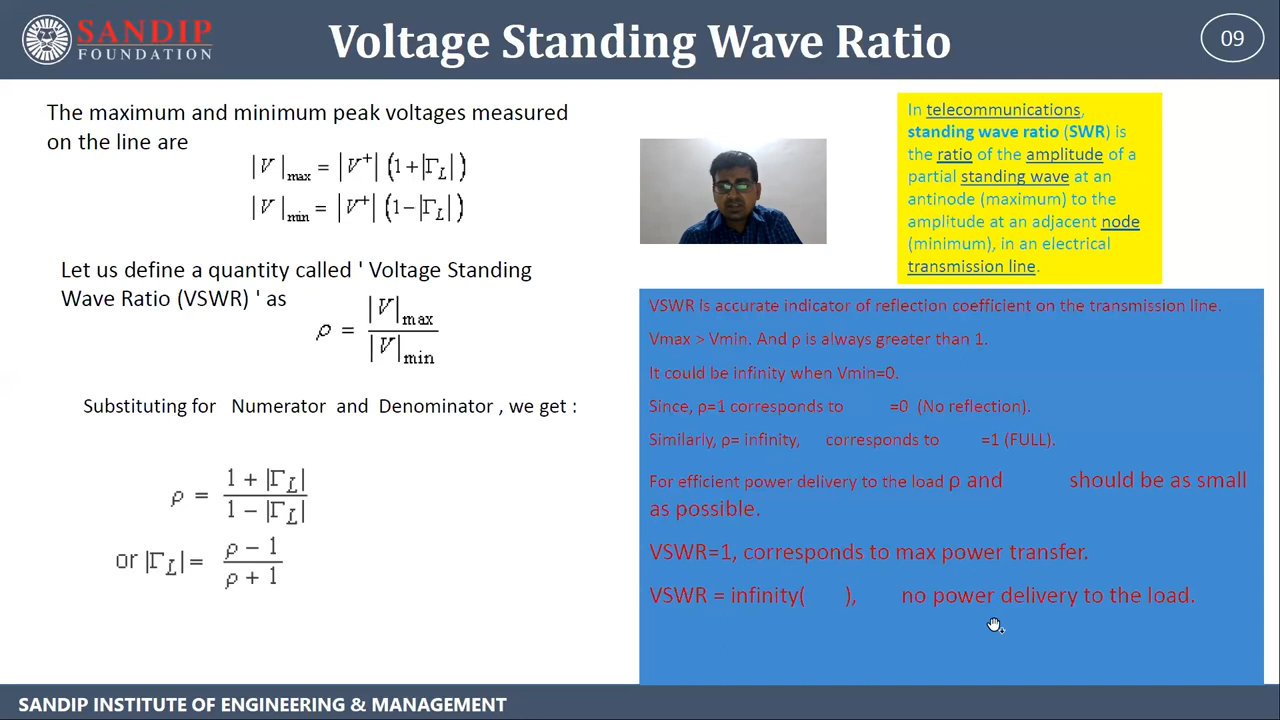 SANDIP
FOUNDATION
Voltage Standing Wave Ratio
09
The maximum and minimum peak voltages measured
on the line are
|V|max = |V⁺| (1+|Γ_L|)
|V|min = |V⁺| (1−|Γ_L|)
Let us define a quantity called ' Voltage Standing
Wave Ratio (VSWR) ' as
ρ = |V|max / |V|min
Substituting for Numerator and Denominator , we get :
ρ = (1 + |Γ_L|) / (1 − |Γ_L|)
or |Γ_L| = (ρ − 1) / (ρ + 1)
In telecommunications,
standing wave ratio (SWR) is
the ratio of the amplitude of a
partial standing wave at an
antinode (maximum) to the
amplitude at an adjacent node
(minimum), in an electrical
transmission line.
VSWR is accurate indicator of reflection coefficient on the transmission line.
Vmax > Vmin. And ρ is always greater than 1.
It could be infinity when Vmin=0.
Since, ρ=1 corresponds to =0 (No reflection).
Similarly, ρ= infinity, corresponds to =1 (FULL).
For efficient power delivery to the load ρ and should be as small
as possible.
VSWR=1, corresponds to max power transfer.
VSWR = infinity( ), no power delivery to the load.
SANDIP INSTITUTE OF ENGINEERING & MANAGEMENT